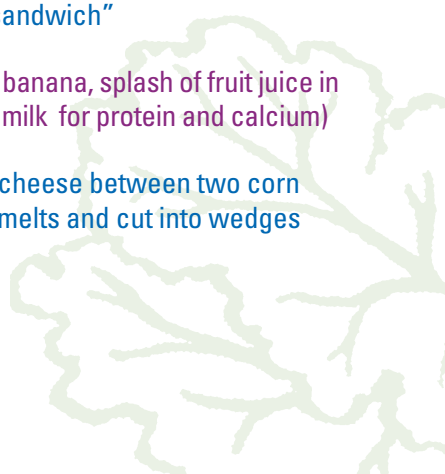 andwich”
banana, splash of fruit juice in
milk for protein and calcium)
cheese between two corn
melts and cut into wedges